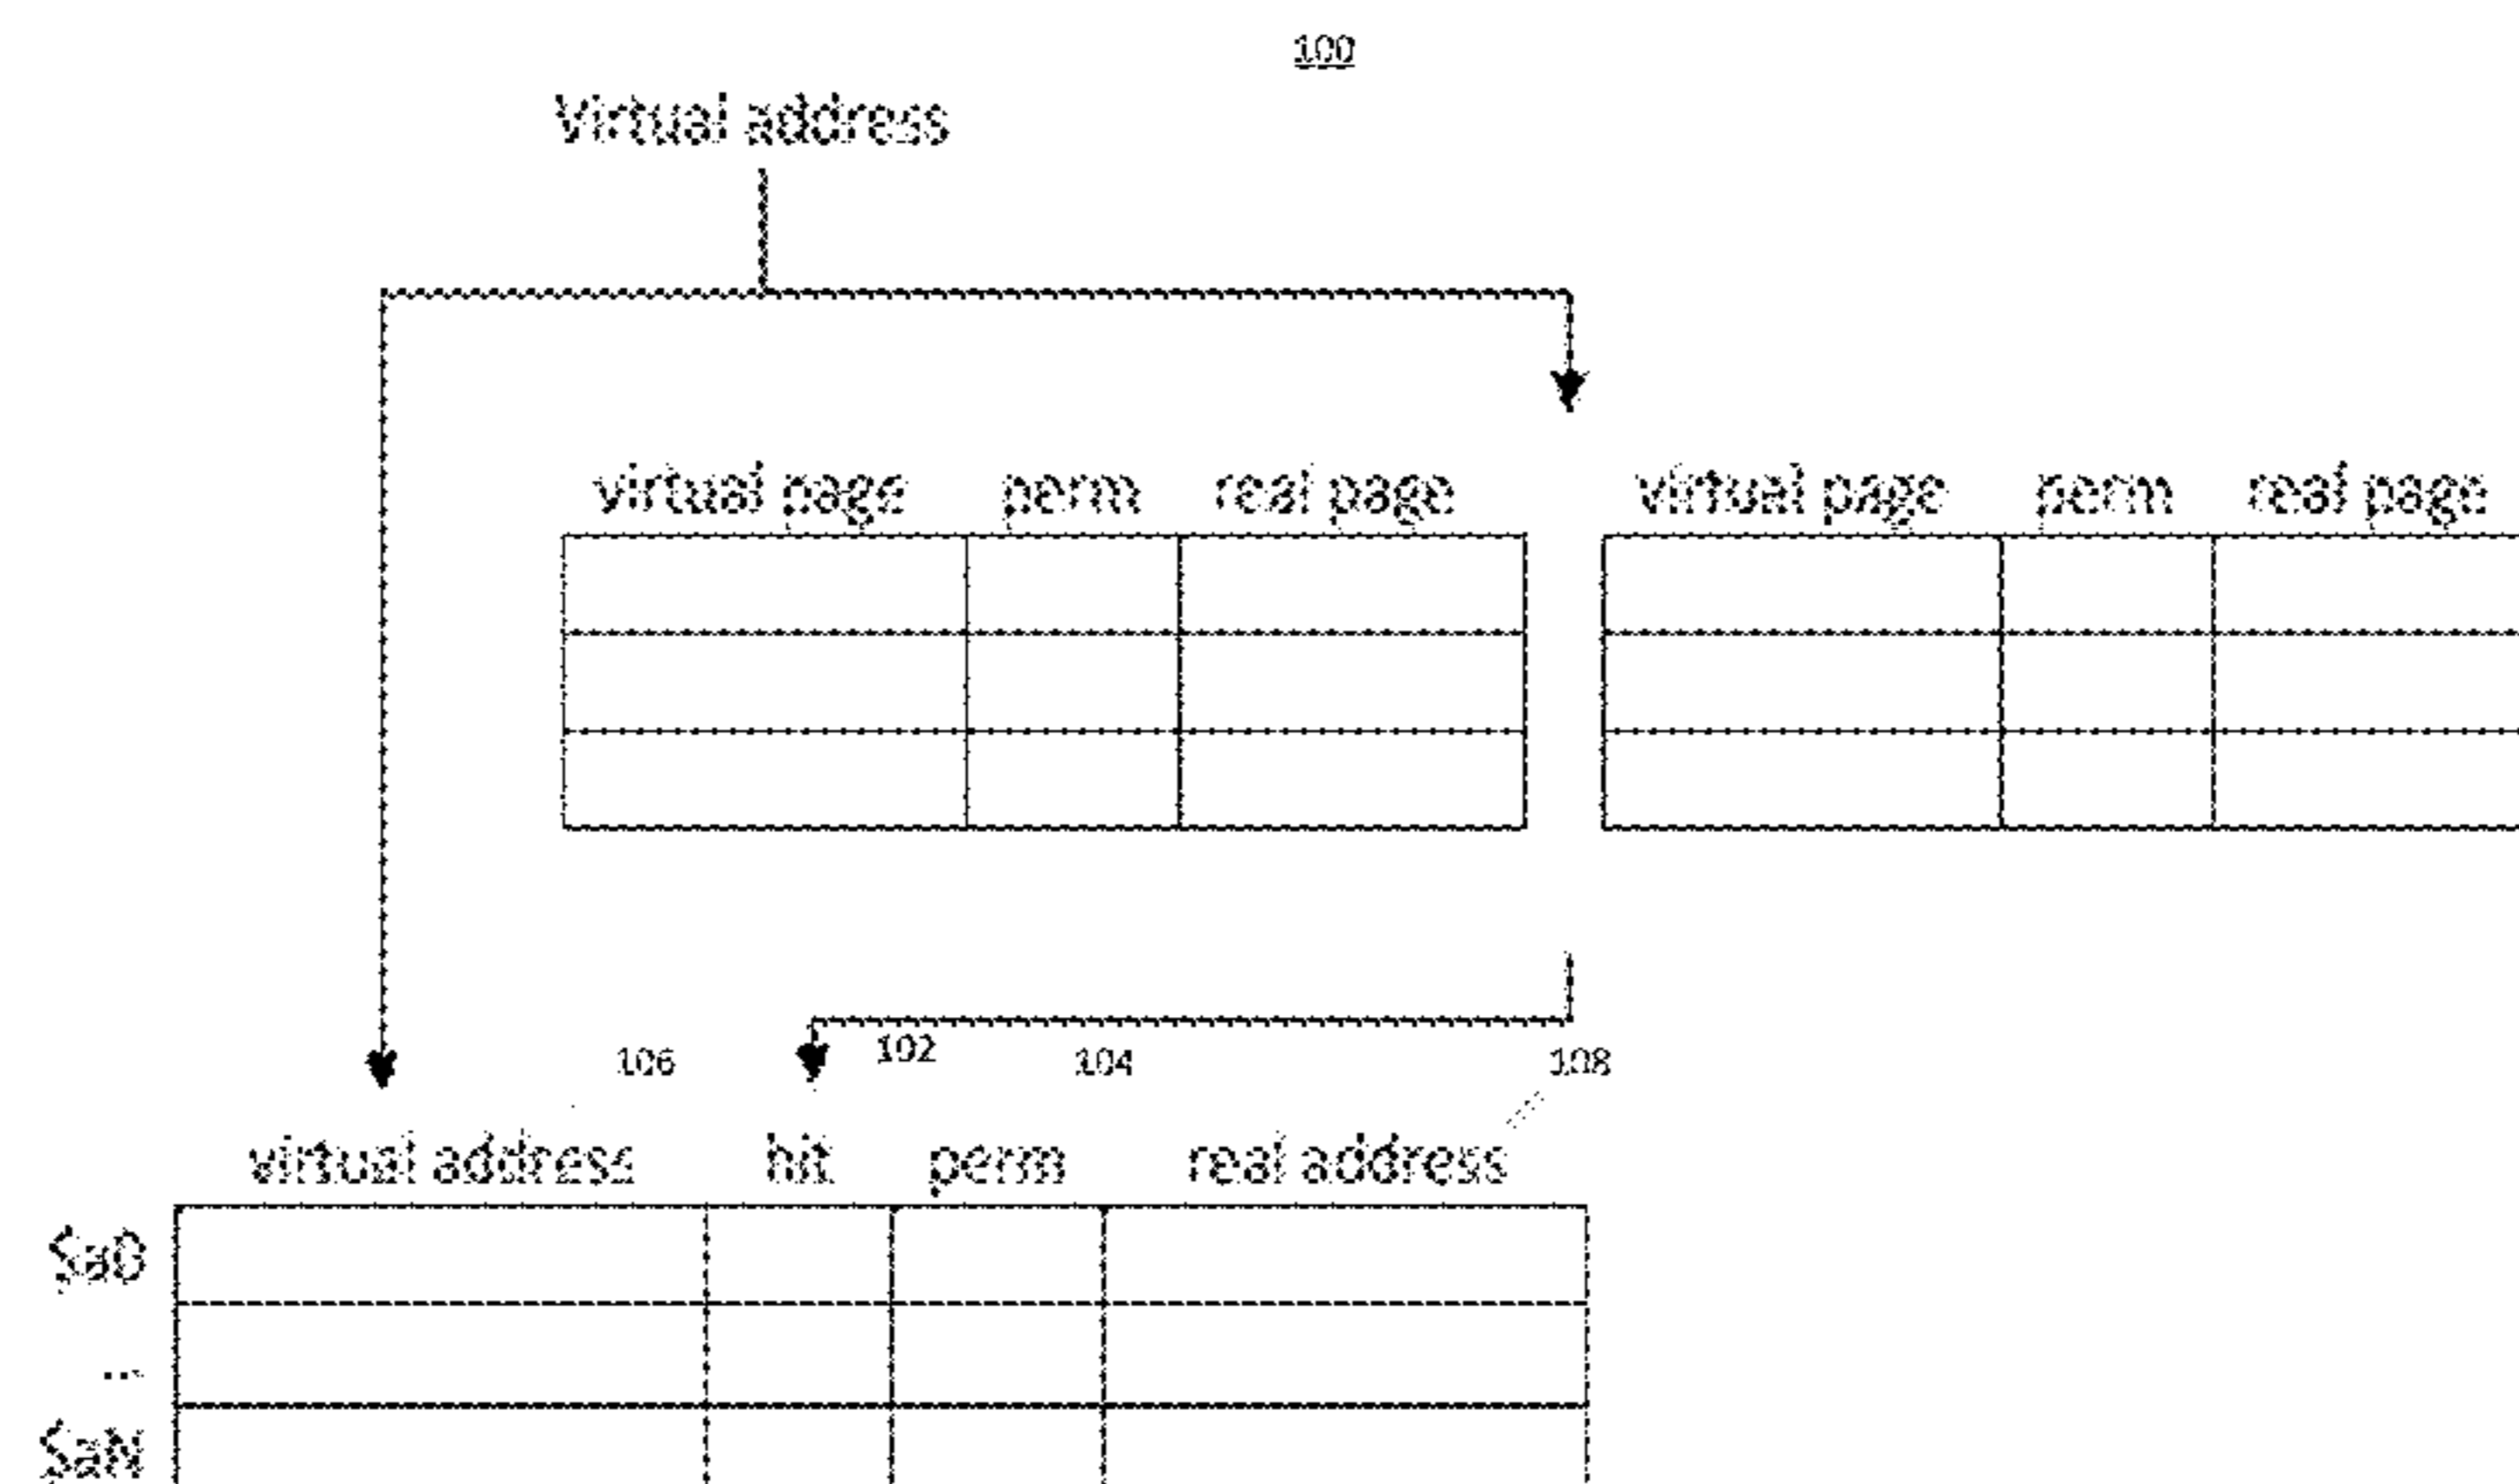 100
Virtual address
virtual page perm real page virtual page perm real page
106 102 104 108
virtual address hit perm real address
$a0
...
$aN